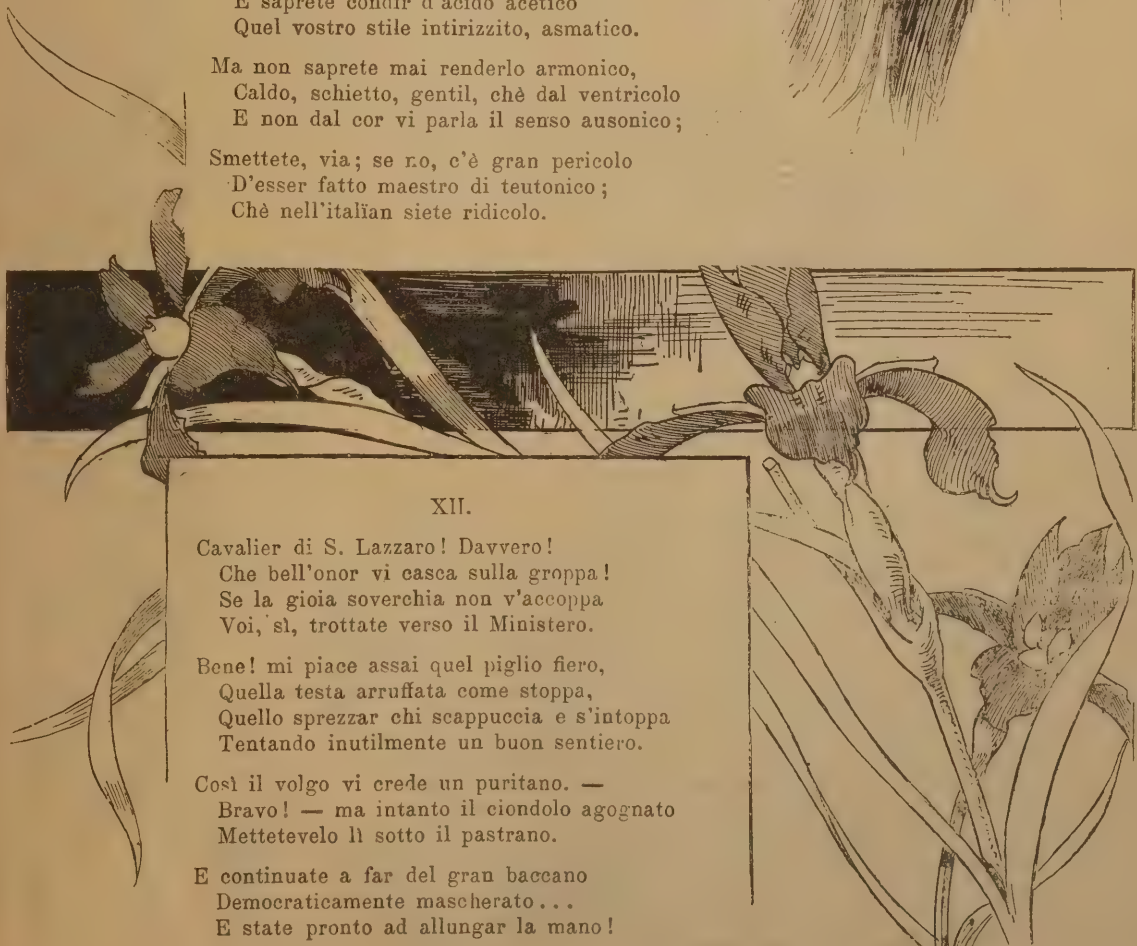 E saprete condir d'acido acetico
Quel vostro stile intirizzito, asmatico.
Ma non saprete mai renderlo armonico,
Caldo, schietto, gentil, chè dal ventricolo
E non dal cor vi parla il senso ausonico;
Smettete, via; se no, c'è gran pericolo
D'esser fatto maestro di teutonico;
Chè nell'italïan siete ridicolo.
XII.
Cavalier di S. Lazzaro! Davvero!
Che bell'onor vi casca sulla groppa!
Se la gioia soverchia non v'accoppa
Voi, sì, trottate verso il Ministero.
Bene! mi piace assai quel piglio fiero,
Quella testa arruffata come stoppa,
Quello sprezzar chi scappuccia e s'intoppa
Tentando inutilmente un buon sentiero.
Così il volgo vi crede un puritano. —
Bravo! — ma intanto il ciondolo agognato
Mettetevelo lì sotto il pastrano.
E continuate a far del gran baccano
Democraticamente mascherato...
E state pronto ad allungar la mano!